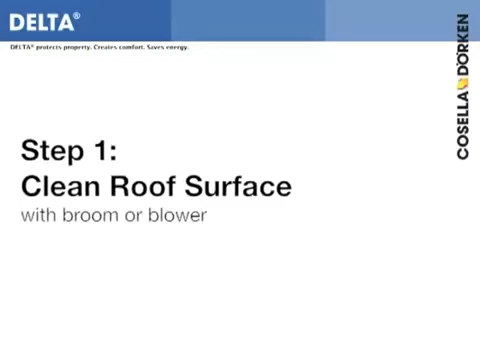 DELTA®
DELTA® protects property. Creates comfort. Saves energy.
COSELLA DÖRKEN
Step 1:
Clean Roof Surface
with broom or blower